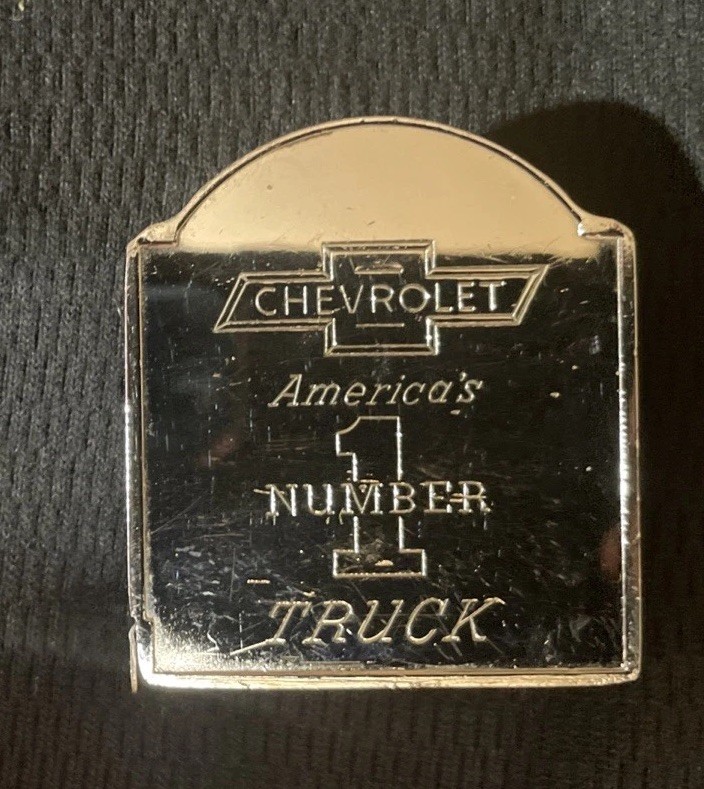 CHEVROLET
America's
1
NUMBER
TRUCK